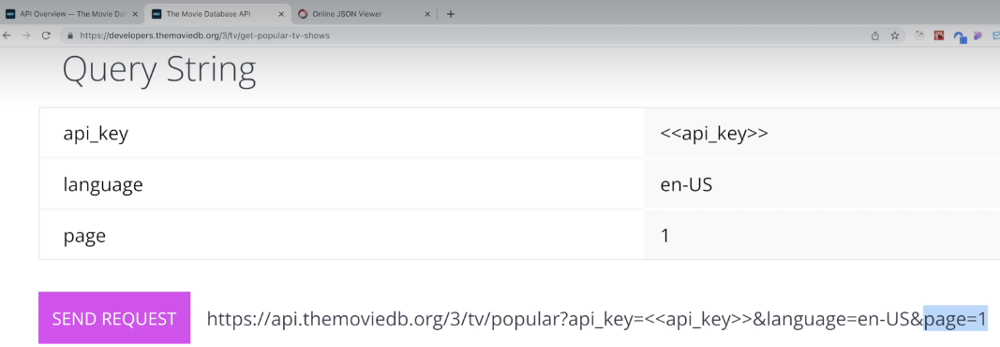 API Overview — The Movie Dat
The Movie Database API
Online JSON Viewer
https://developers.themoviedb.org/3/tv/get-popular-tv-shows
Query String
api_key
<<api_key>>
language
en-US
page
1
SEND REQUEST
https://api.themoviedb.org/3/tv/popular?api_key=<<api_key>>&language=en-US&page=1